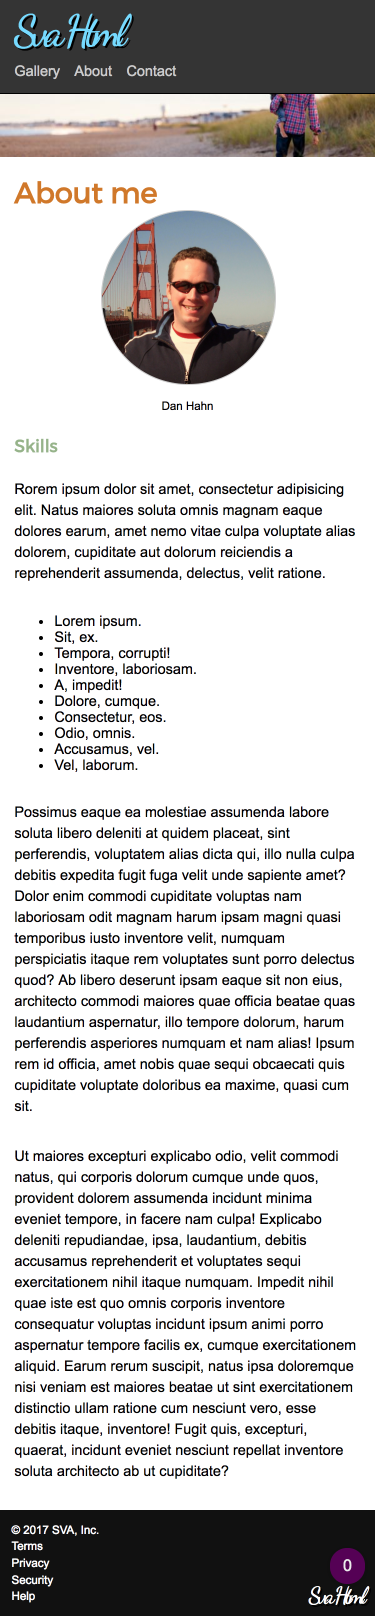 Sva Html
Gallery About Contact
About me
Dan Hahn
Skills
Rorem ipsum dolor sit amet, consectetur adipisicing
elit. Natus maiores soluta omnis magnam eaque
dolores earum, amet nemo vitae culpa voluptate alias
dolorem, cupiditate aut dolorum reiciendis a
reprehenderit assumenda, delectus, velit ratione.
• Lorem ipsum.
• Sit, ex.
• Tempora, corrupti!
• Inventore, laboriosam.
• A, impedit!
• Dolore, cumque.
• Consectetur, eos.
• Odio, omnis.
• Accusamus, vel.
• Vel, laborum.
Possimus eaque ea molestiae assumenda labore
soluta libero deleniti at quidem placeat, sint
perferendis, voluptatem alias dicta qui, illo nulla culpa
debitis expedita fugit fuga velit unde sapiente amet?
Dolor enim commodi cupiditate voluptas nam
laboriosam odit magnam harum ipsam magni quasi
temporibus iusto inventore velit, numquam
perspiciatis itaque rem voluptates sunt porro delectus
quod? Ab libero deserunt ipsam eaque sit non eius,
architecto commodi maiores quae officia beatae quas
laudantium aspernatur, illo tempore dolorum, harum
perferendis asperiores numquam et nam alias! Ipsum
rem id officia, amet nobis quae sequi obcaecati quis
cupiditate voluptate doloribus ea maxime, quasi cum
sit.
Ut maiores excepturi explicabo odio, velit commodi
natus, qui corporis dolorum cumque unde quos,
provident dolorem assumenda incidunt minima
eveniet tempore, in facere nam culpa! Explicabo
deleniti repudiandae, ipsa, laudantium, debitis
accusamus reprehenderit et voluptates sequi
exercitationem nihil itaque numquam. Impedit nihil
quae iste est quo omnis corporis inventore
consequatur voluptas incidunt ipsum animi porro
aspernatur tempore facilis ex, cumque exercitationem
aliquid. Earum rerum suscipit, natus ipsa doloremque
nisi veniam est maiores beatae ut sint exercitationem
distinctio ullam ratione cum nesciunt vero, esse
debitis itaque, inventore! Fugit quis, excepturi,
quaerat, incidunt eveniet nesciunt repellat inventore
soluta architecto ab ut cupiditate?
© 2017 SVA, Inc.
Terms
Privacy
Security
Help
0
Sva Html